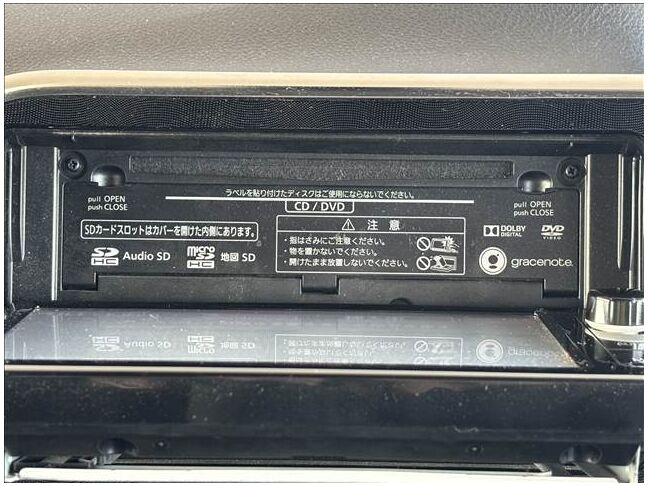 ラベルを貼り付けたディスクはご使用にならないでください。
pull OPEN
push CLOSE
CD / DVD
pull OPEN
push CLOSE
SDカードスロットはカバーを開けた内側にあります。
注 意
・指はさみにご注意ください。
・物を置かないでください。
・開けたまま放置しないでください。
SD HC Audio SD
micro SD HC 地図 SD
DOLBY DIGITAL
DVD VIDEO
gracenote.